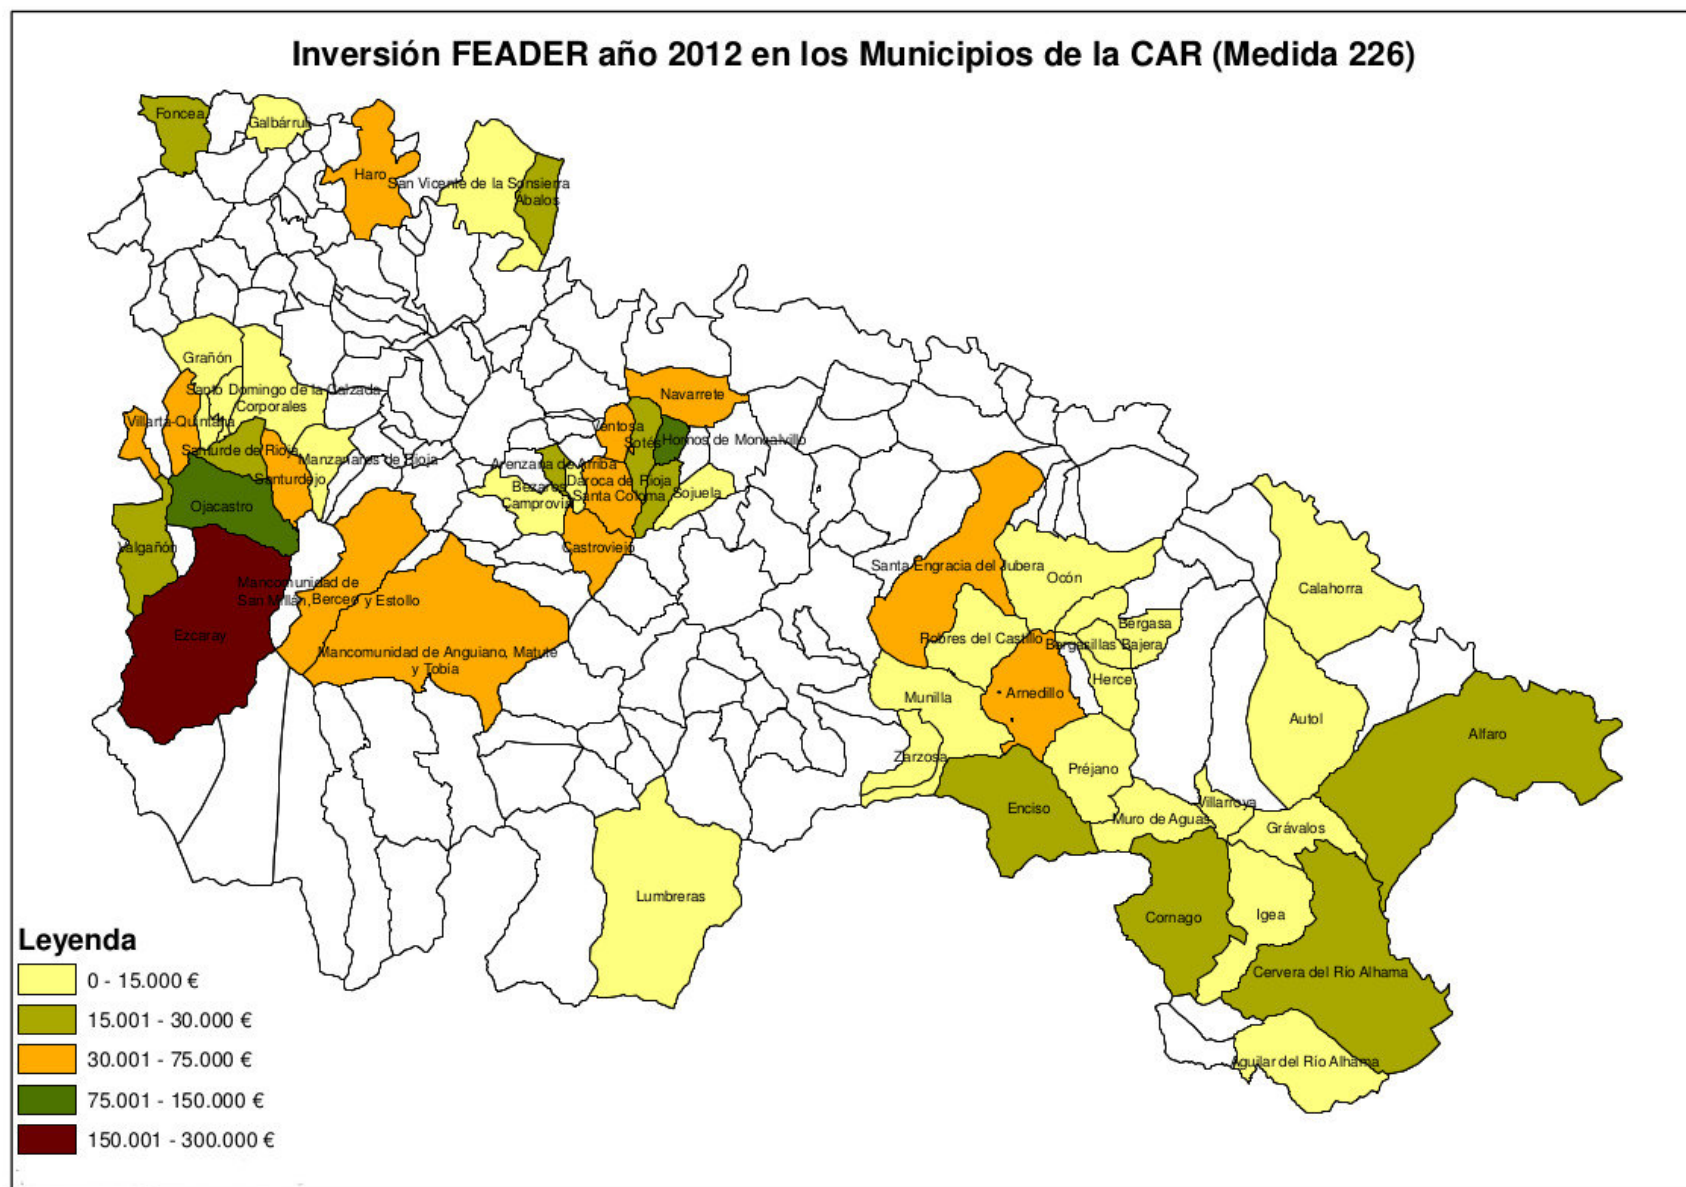 Inversión FEADER año 2012 en los Municipios de la CAR (Medida 226)
Foncea
Galbárruli
Haro
San Vicente de la Sonsierra
Ábalos
Grañón
Santo Domingo de la Calzada
Corporales
Navarrete
Villarta-Quintana
Ventosa
Sotés
Hornos de Moncalvillo
Santurde de Rioja
Manzanares de Rioja
Arenzana de Arriba
Santurdejo
Bezares
Daroca de Rioja
Santa Coloma
Sojuela
Camprovín
Ojacastro
Valgañón
Castroviejo
Santa Engracia del Jubera
Ocón
Calahorra
Mancomunidad de
San Millán, Berceo y Estollo
Ezcaray
Bergasa
Robres del Castillo
Bergasillas Bajera
Mancomunidad de Anguiano, Matute
y Tobía
Herce
Munilla
Arnedillo
Autol
Alfaro
Zarzosa
Préjano
Enciso
Villarroya
Muro de Aguas
Grávalos
Lumbreras
Cornago
Igea
Cervera del Río Alhama
Aguilar del Río Alhama
Leyenda
0 - 15.000 €
15.001 - 30.000 €
30.001 - 75.000 €
75.001 - 150.000 €
150.001 - 300.000 €